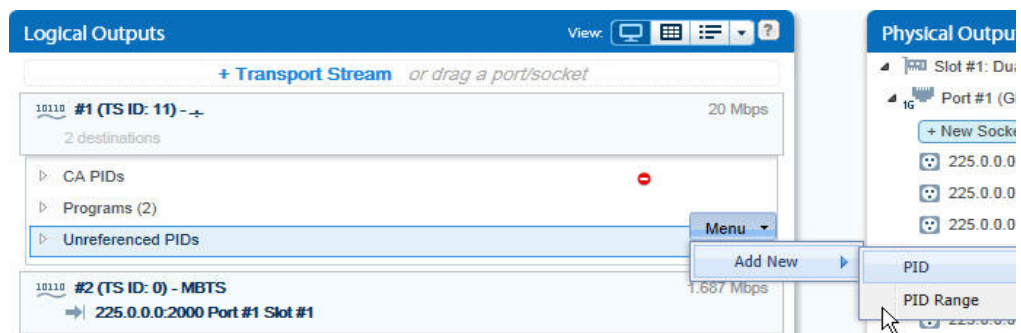 Logical Outputs
View:
?
+ Transport Stream or drag a port/socket
10110 #1 (TS ID: 11) - 20 Mbps
2 destinations
CA PIDs
Programs (2)
Unreferenced PIDs
Menu
Add New
PID
PID Range
10110 #2 (TS ID: 0) - MBTS 1.687 Mbps
225.0.0.0:2000 Port #1 Slot #1
Physical Outpu
Slot #1: Dua
1G Port #1 (G
+ New Socke
225.0.0.0
225.0.0.0
225.0.0.0